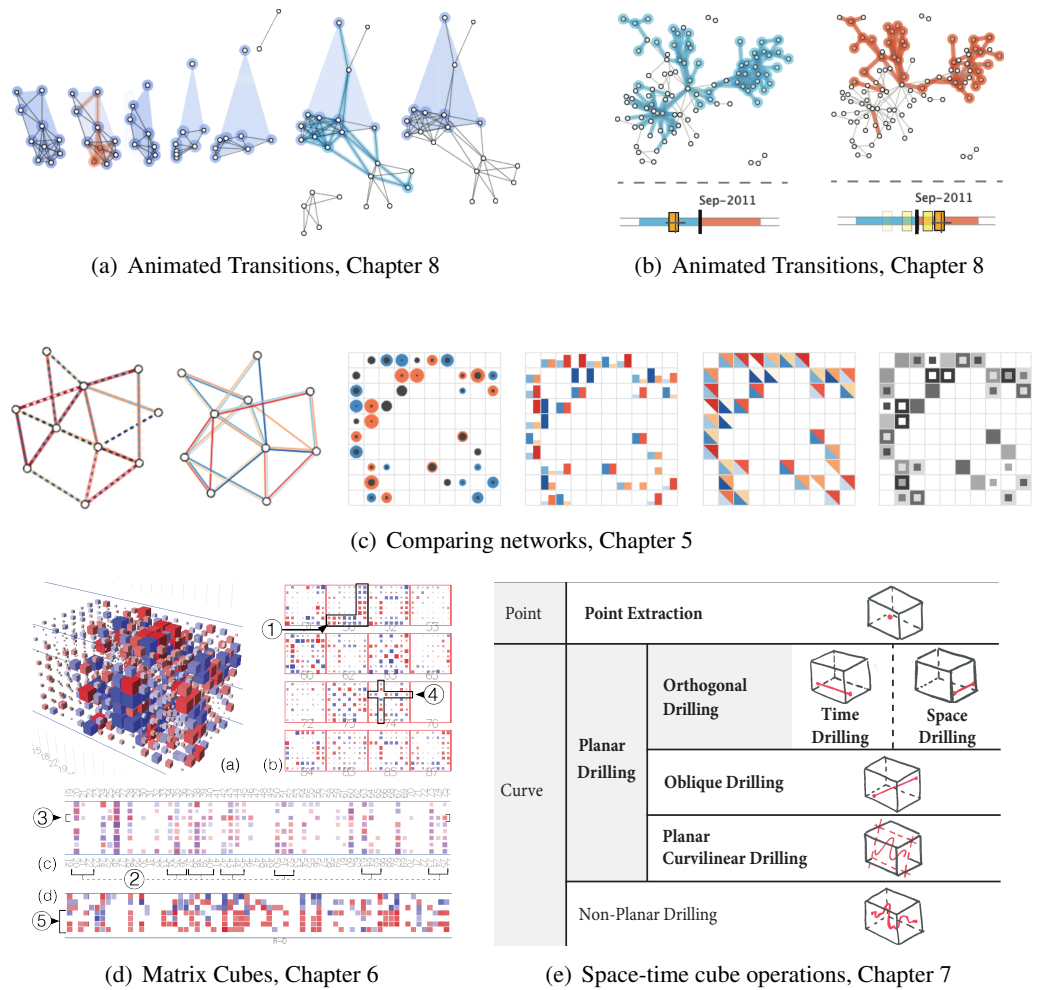 Sep-2011
Sep-2011
(a) Animated Transitions, Chapter 8
(b) Animated Transitions, Chapter 8
(c) Comparing networks, Chapter 5
1
4
(a)
(b)
3
(c)
2
(d)
5
Point
Point Extraction
Curve
Planar
Drilling
Orthogonal
Drilling
Time
Drilling
Space
Drilling
Oblique Drilling
Planar
Curvilinear Drilling
Non-Planar Drilling
(d) Matrix Cubes, Chapter 6
(e) Space-time cube operations, Chapter 7